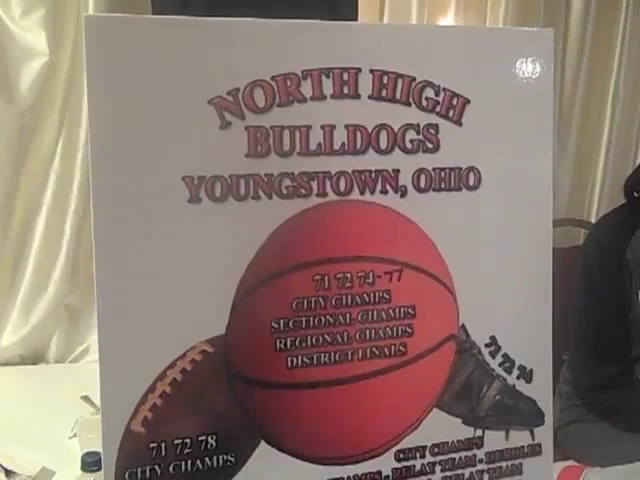 NORTH HIGH
BULLDOGS
YOUNGSTOWN, OHIO
71 72 74-77
CITY CHAMPS
SECTIONAL CHAMPS
REGIONAL CHAMPS
DISTRICT FINALS
71 72 78
CITY CHAMPS
71 72 74
CITY CHAMPS
CHAMPS - RELAY TEAM - HURDLES
RELAY TEAM